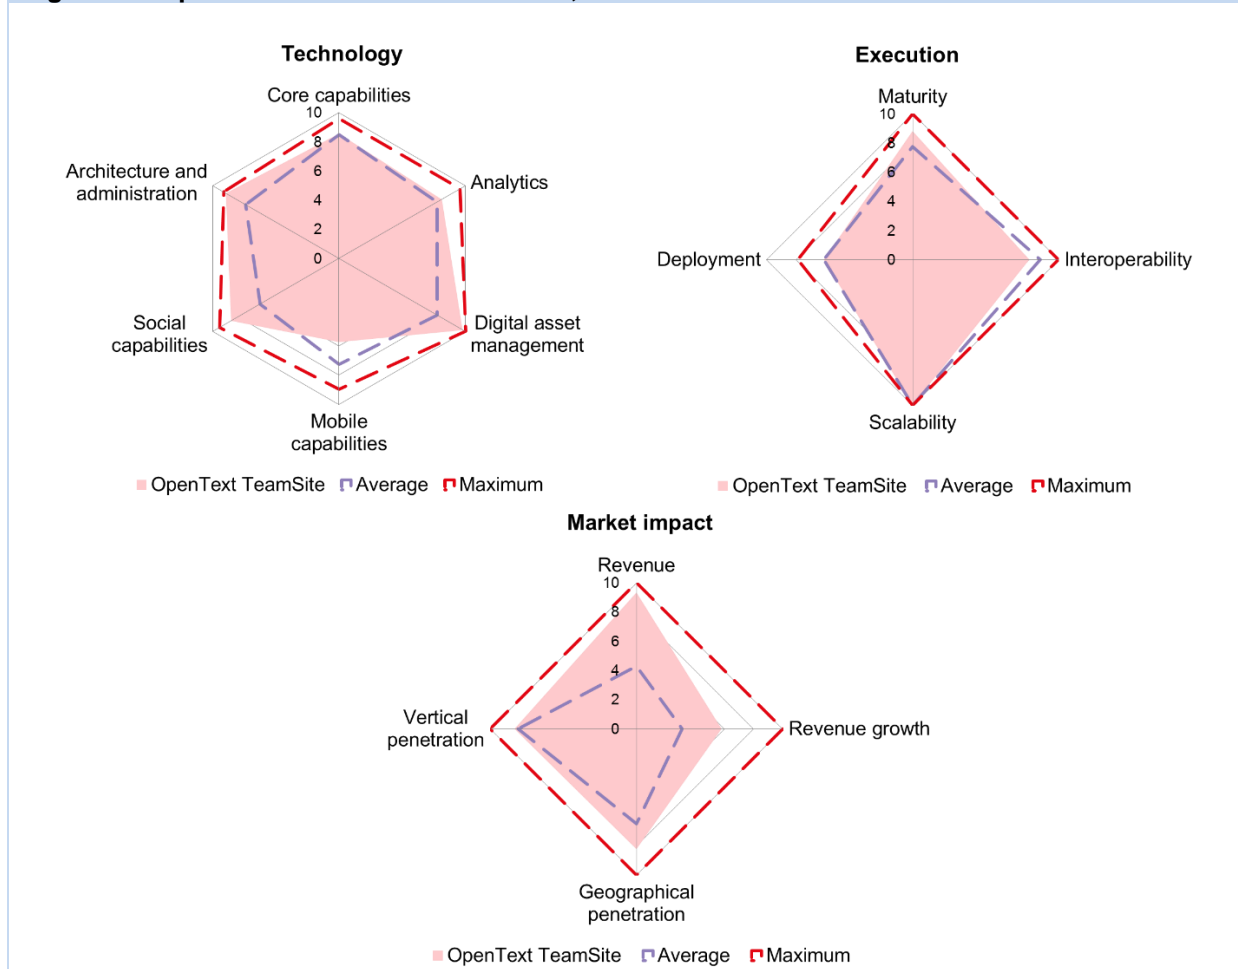 Technology
Core capabilities
10
8
6
4
2
0
Architecture and
administration
Analytics
Social
capabilities
Digital asset
management
Mobile
capabilities
OpenText TeamSite Average Maximum
Execution
Maturity
10
8
6
4
2
0
Deployment
Interoperability
Scalability
OpenText TeamSite Average Maximum
Market impact
Revenue
10
8
6
4
2
0
Vertical
penetration
Revenue growth
Geographical
penetration
OpenText TeamSite Average Maximum